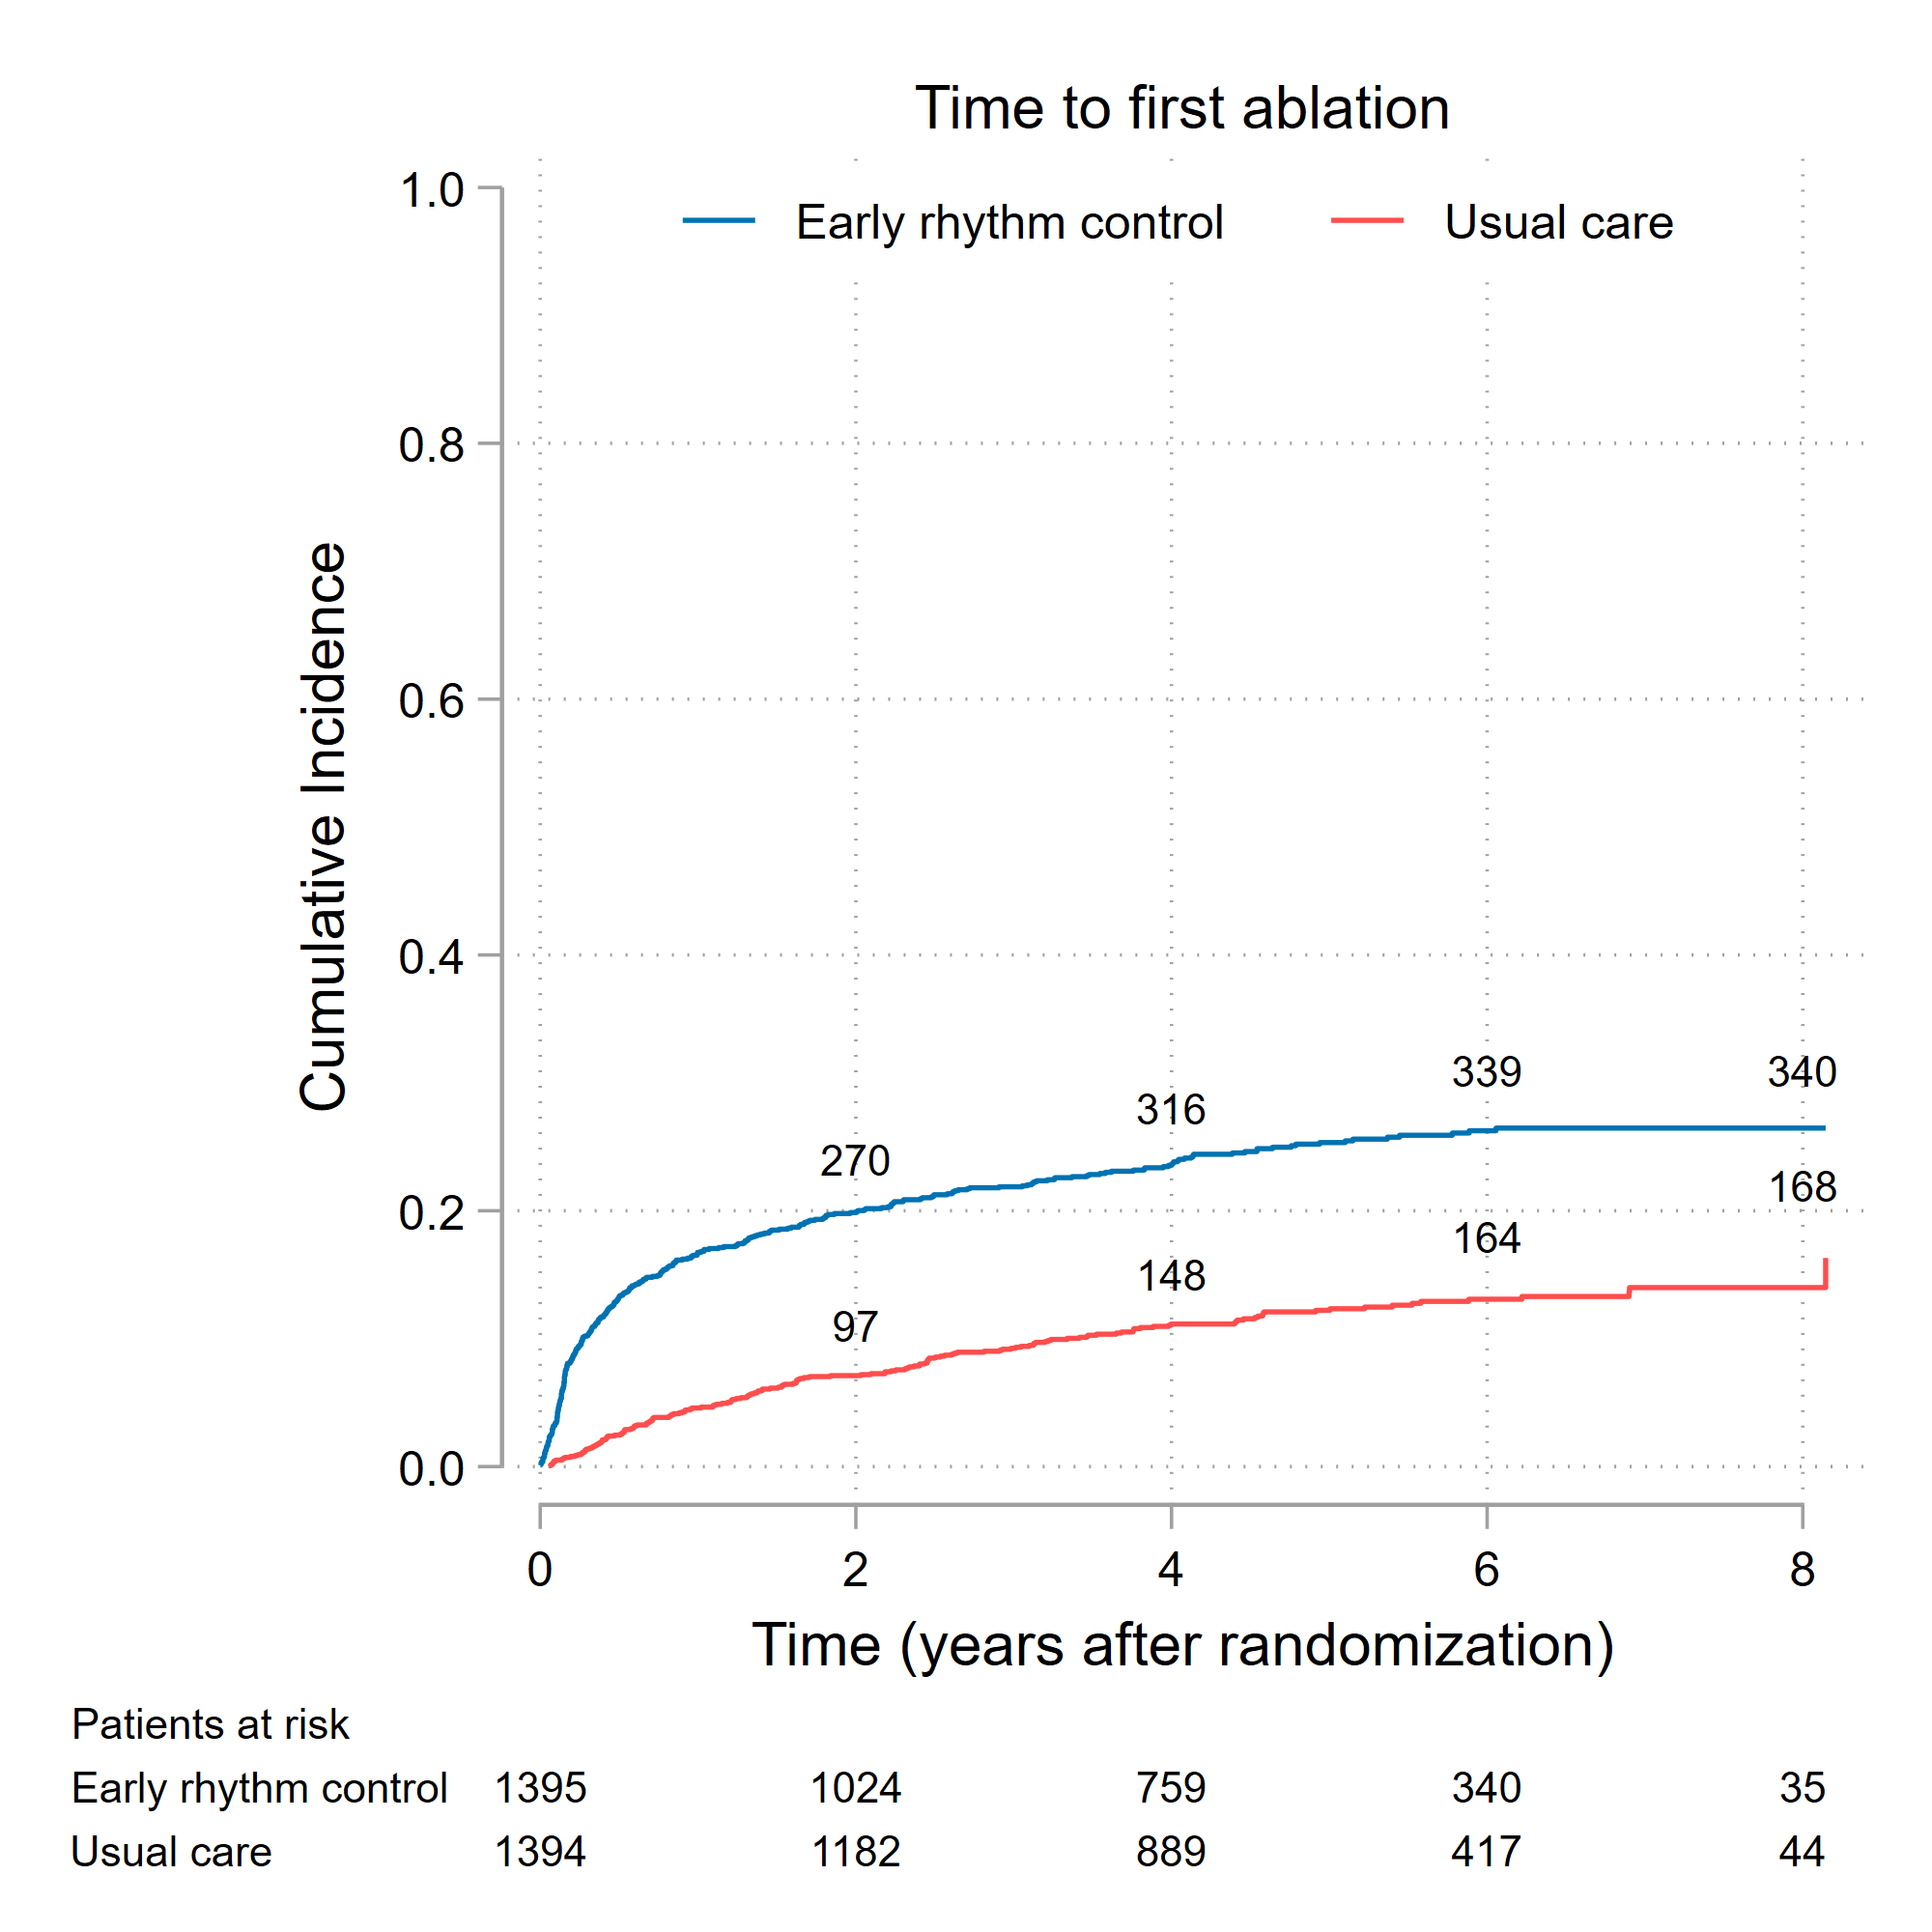 Time to first ablation
Early rhythm control Usual care
Cumulative Incidence
1.0
0.8
0.6
0.4
0.2
0.0
270 316 339 340
97 148 164 168
0 2 4 6 8
Time (years after randomization)
Patients at risk
Early rhythm control 1395 1024 759 340 35
Usual care 1394 1182 889 417 44